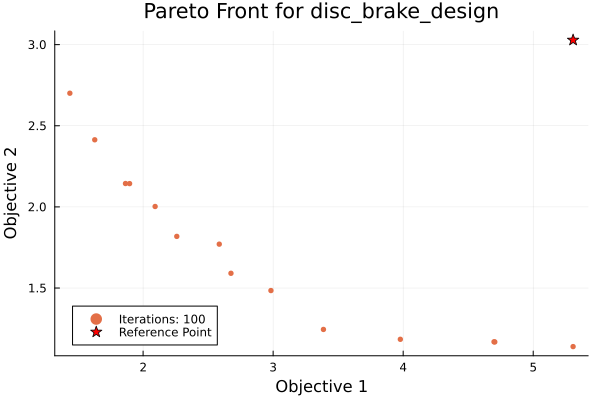 Pareto Front for disc_brake_design
Objective 2
3.0
2.5
2.0
1.5
Iterations: 100
Reference Point
2 3 4 5
Objective 1